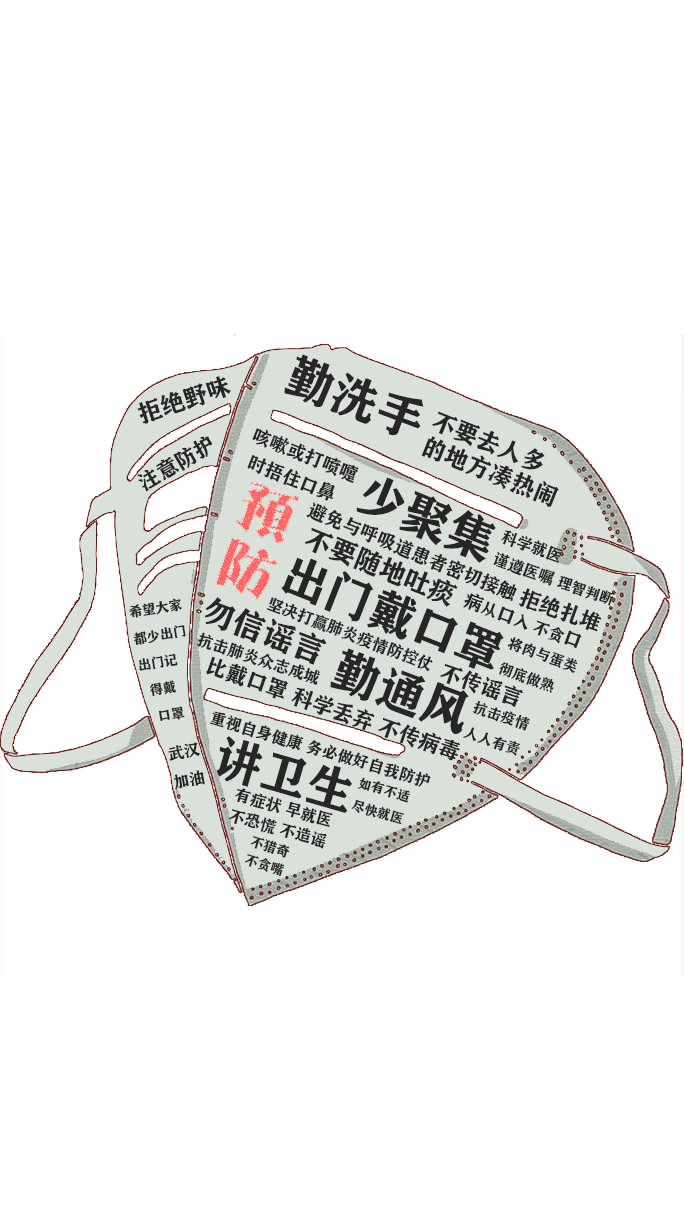 拒绝野味
注意防护
希望大家
都少出门
出门记
得戴
口罩
武汉
加油
勤洗手
不要去人多
的地方凑热闹
咳嗽或打喷嚏
时捂住口鼻
少聚集
科学就医
谨遵医嘱 理智判断
预
防
避免与呼吸道患者密切接触 拒绝扎堆
不要随地吐痰 病从口入 不贪口
出门戴口罩
将肉与蛋类
彻底做熟
坚决打赢肺炎疫情防控仗
勿信谣言
不传谣言
抗击肺炎众志成城
勤通风
抗击疫情
人人有责
比戴口罩 科学丢弃 不传病毒
重视自身健康 务必做好自我防护
讲卫生
如有不适
尽快就医
有症状 早就医
不恐慌 不造谣
不猎奇
不贪嘴